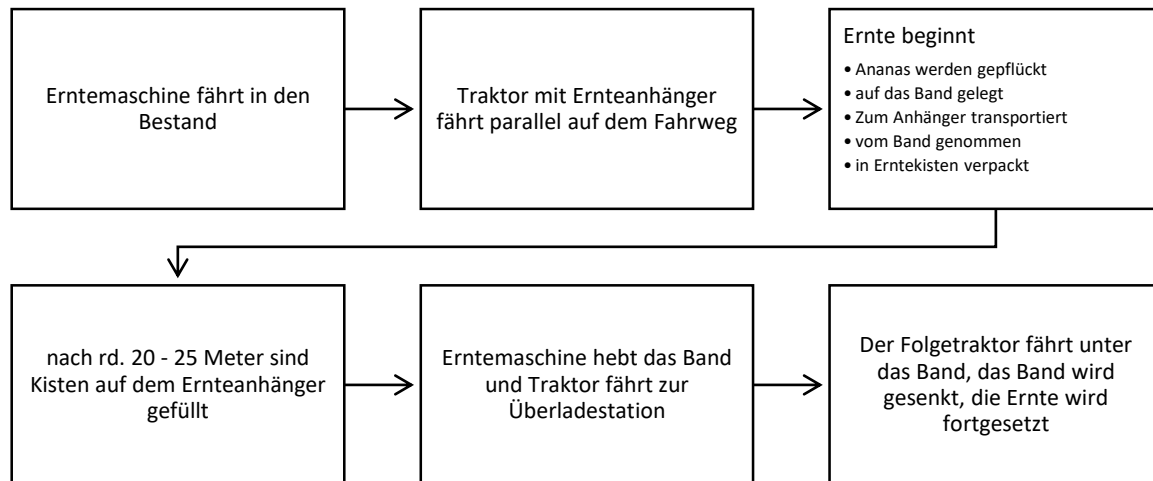 Erntemaschine fährt in den
Bestand
Traktor mit Ernteanhänger
fährt parallel auf dem Fahrweg
Ernte beginnt
• Ananas werden gepflückt
• auf das Band gelegt
• Zum Anhänger transportiert
• vom Band genommen
• in Erntekisten verpackt
nach rd. 20 - 25 Meter sind
Kisten auf dem Ernteanhänger
gefüllt
Erntemaschine hebt das Band
und Traktor fährt zur
Überladestation
Der Folgetraktor fährt unter
das Band, das Band wird
gesenkt, die Ernte wird
fortgesetzt